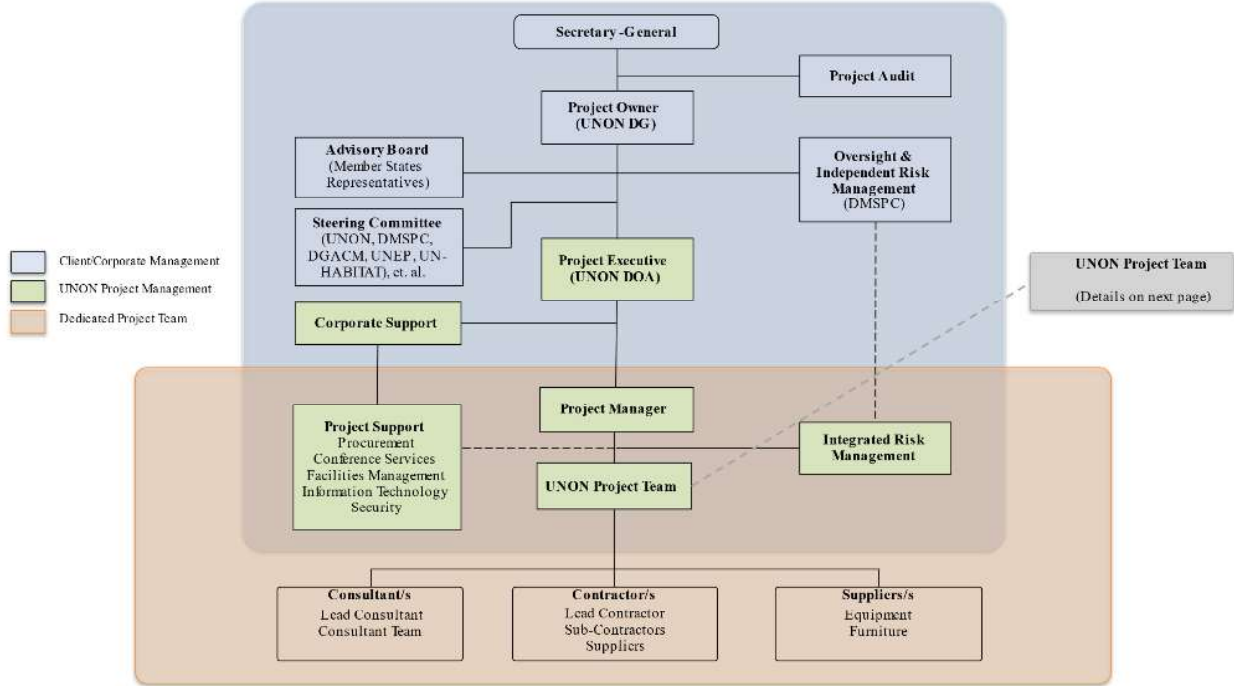 Secretary-General
Project Audit
Project Owner
(UNON DG)
Advisory Board
(Member States
Representatives)
Oversight &
Independent Risk
Management
(DMSPC)
Steering Committee
(UNON, DMSPC,
DGACM, UNEP, UN-
HABITAT), ct. al.
Project Executive
(UNON DOA)
Client/Corporate Management
UNON Project Management
Dedicated Project Team
UNON Project Team
(Details on next page)
Corporate Support
Project Manager
Project Support
Procurement
Conference Services
Facilities Management
Information Technology
Security
Integrated Risk
Management
UNON Project Team
Consultant/s
Lead Consultant
Consultant Team
Contractor/s
Lead Contractor
Sub-Contractors
Suppliers
Suppliers/s
Equipment
Furniture